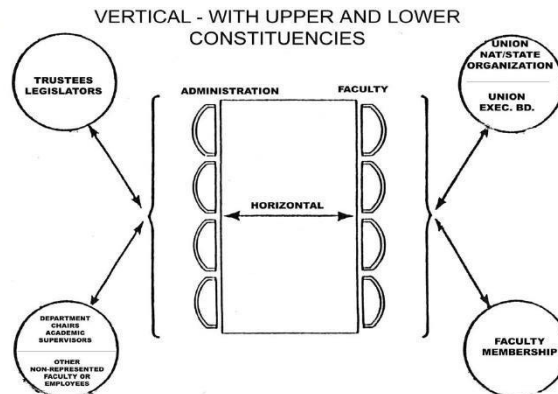 VERTICAL - WITH UPPER AND LOWER
CONSTITUENCIES
TRUSTEES
LEGISLATORS
ADMINISTRATION
FACULTY
UNION
NAT/STATE
ORGANIZATION
UNION
EXEC. BD.
HORIZONTAL
DEPARTMENT
CHAIRS
ACADEMIC
SUPERVISORS
OTHER
NON-REPRESENTED
FACULTY OR
EMPLOYEES
FACULTY
MEMBERSHIP